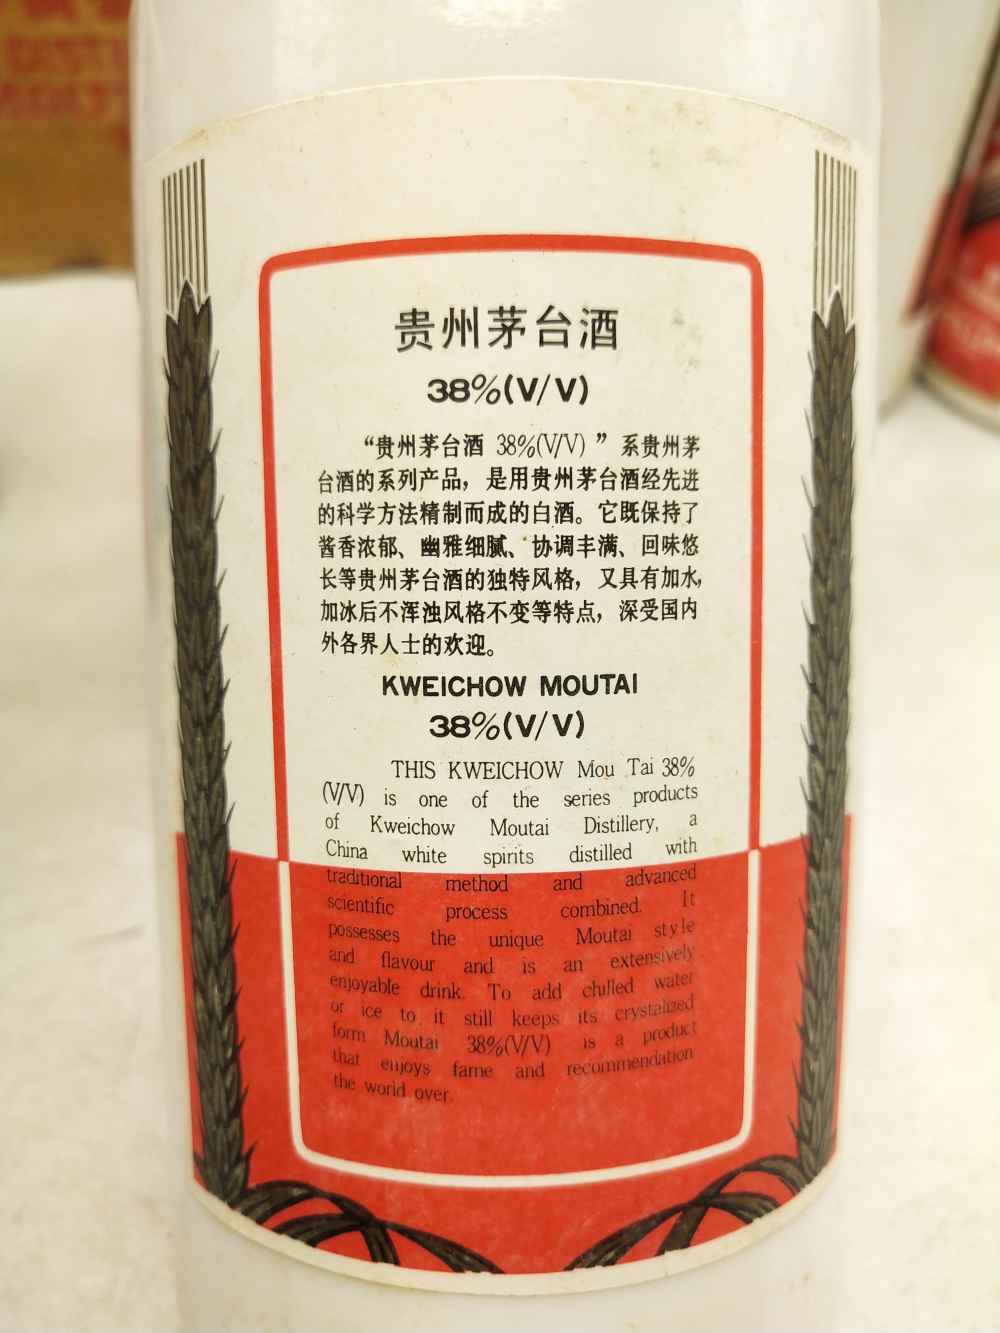 贵州茅台酒
38%(V/V)
“贵州茅台酒 38%(V/V) ”系贵州茅
台酒的系列产品，是用贵州茅台酒经先进
的科学方法精制而成的白酒。它既保持了
酱香浓郁、幽雅细腻、协调丰满、回味悠
长等贵州茅台酒的独特风格，又具有加水，
加冰后不浑浊风格不变等特点，深受国内
外各界人士的欢迎。
KWEICHOW MOUTAI
38%(V/V)
THIS KWEICHOW Mou Tai 38%
(V/V) is one of the series products
of Kweichow Moutai Distillery, a
China white spirits distilled with
traditional method and advanced
scientific process combined. It
possesses the unique Moutai style
and flavour and is an extensively
enjoyable drink. To add chilled water
or ice to it still keeps its crystalized
form Moutai 38%(V/V) is a product
that enjoys fame and recommendation
the world over.